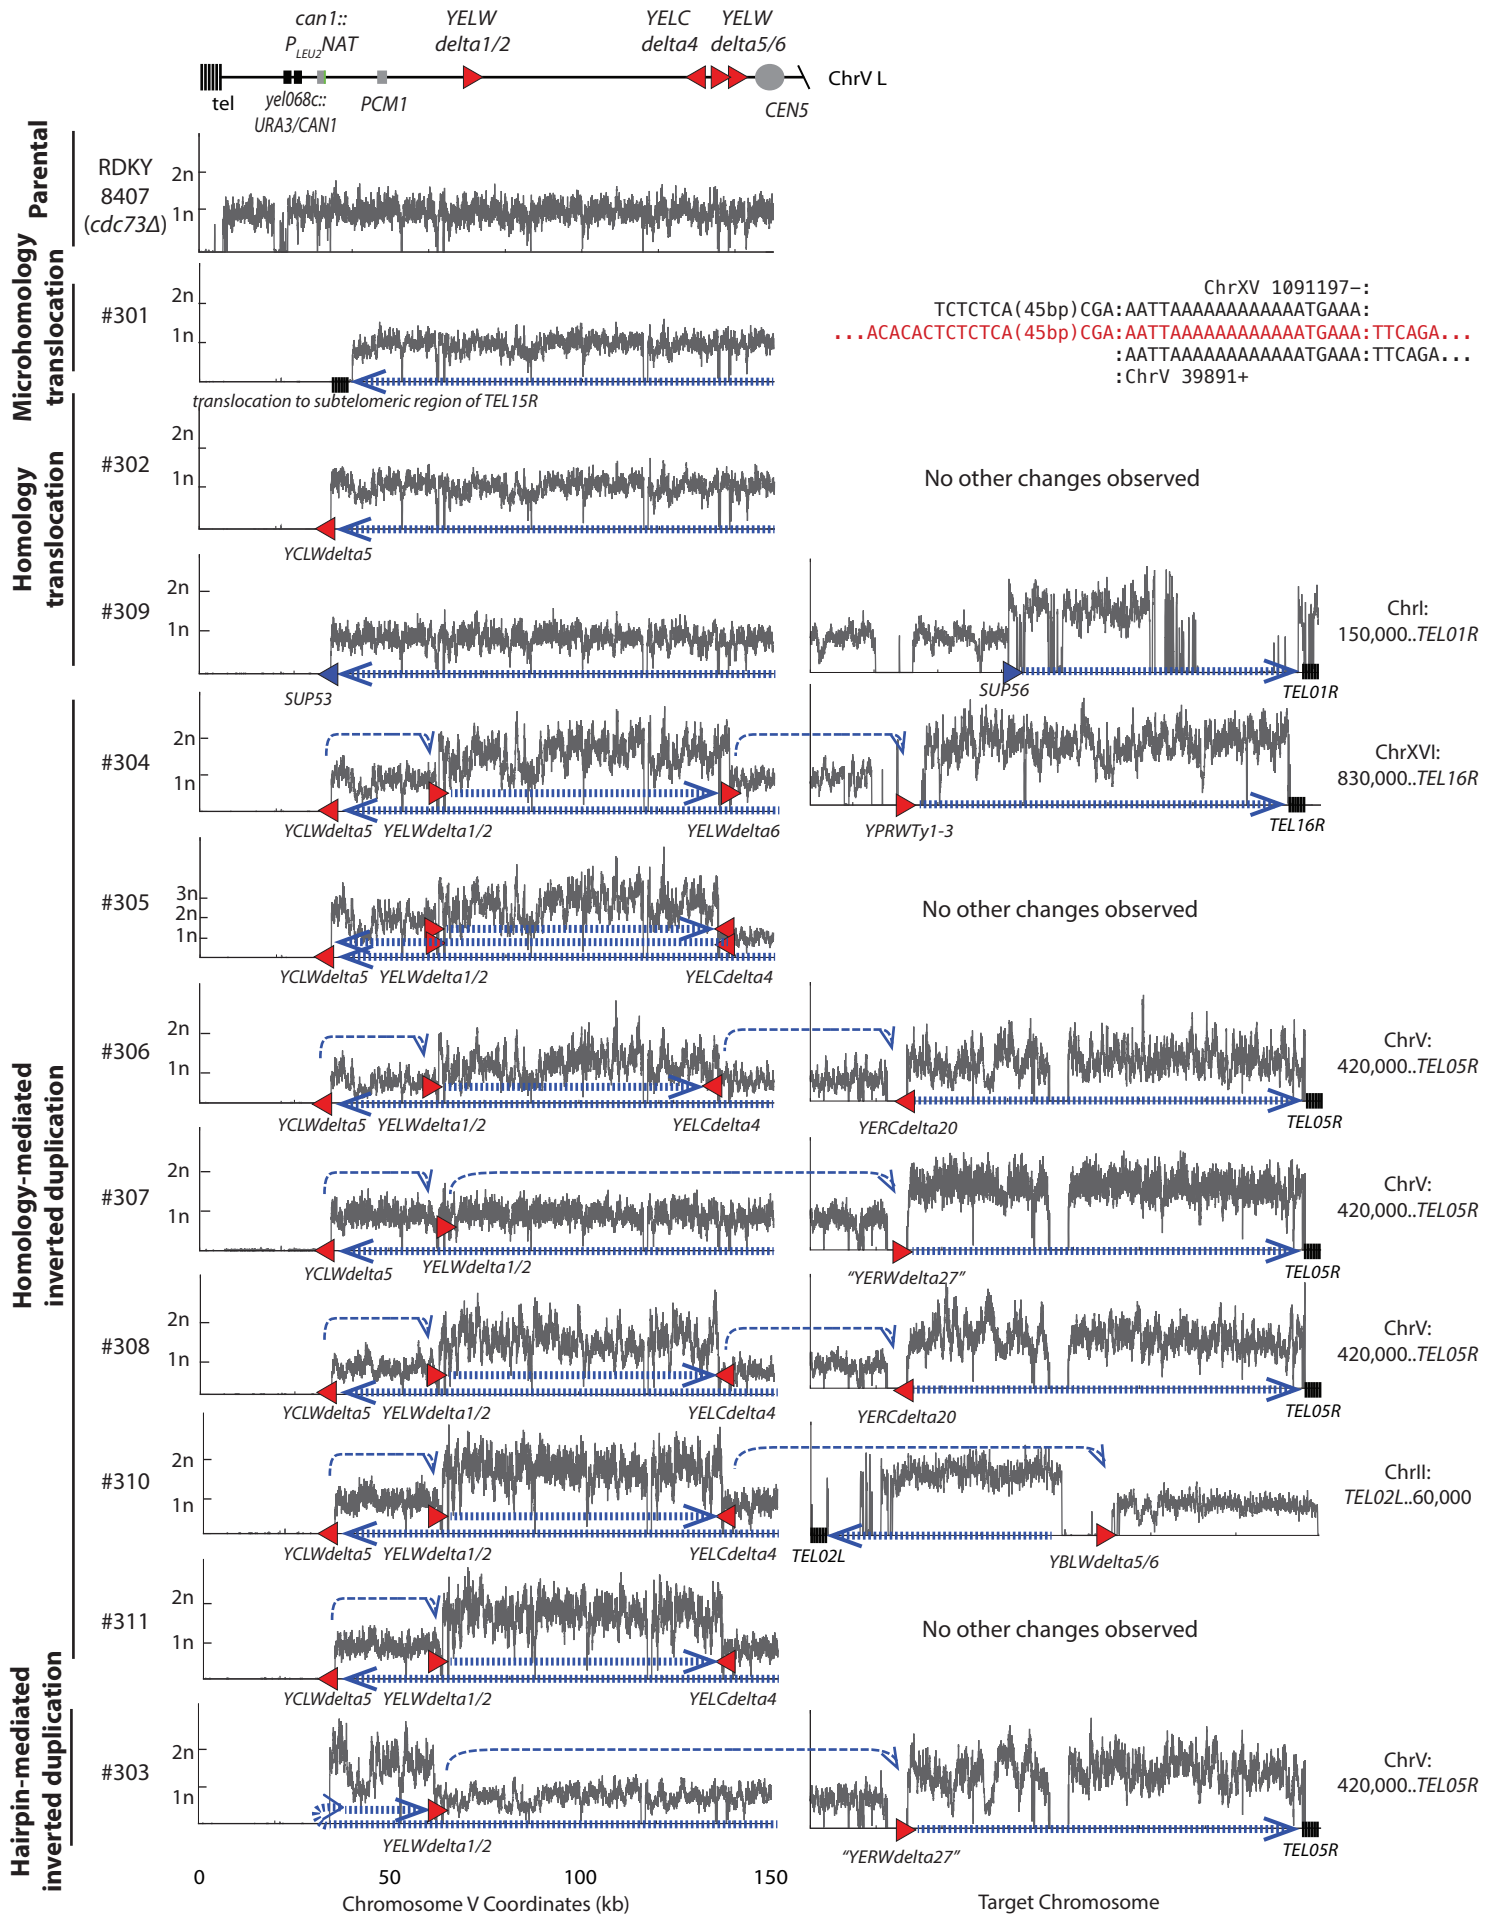 can1::
P_LEU2 NAT
YELW
delta1/2
YELC
delta4
YELW
delta5/6
tel
yel068c::
URA3/CAN1
PCM1
CEN5
ChrV L
Parental
RDKY
8407
(cdc73Δ)
2n
1n
Microhomology
translocation
#301
2n
1n
translocation to subtelomeric region of TEL15R
ChrXV 1091197–:
TCTCTCA(45bp)CGA:AATTAAAAAAAAAAAATGAAA:
...ACACACTCTCTCA(45bp)CGA:AATTAAAAAAAAAAAATGAAA:TTCAGA...
:AATTAAAAAAAAAAAATGAAA:TTCAGA...
:ChrV 39891+
Homology
translocation
#302
2n
1n
YCLWdelta5
No other changes observed
#309
2n
1n
SUP53
SUP56
TEL01R
ChrI:
150,000..TEL01R
Homology-mediated
inverted duplication
#304
2n
1n
YCLWdelta5
YELWdelta1/2
YELWdelta6
YPRWTy1-3
TEL16R
ChrXVI:
830,000..TEL16R
#305
3n
2n
1n
YCLWdelta5
YELWdelta1/2
YELCdelta4
No other changes observed
#306
2n
1n
YCLWdelta5
YELWdelta1/2
YELCdelta4
YERCdelta20
TEL05R
ChrV:
420,000..TEL05R
#307
2n
1n
YCLWdelta5
YELWdelta1/2
“YERWdelta27”
TEL05R
ChrV:
420,000..TEL05R
#308
2n
1n
YCLWdelta5
YELWdelta1/2
YELCdelta4
YERCdelta20
TEL05R
ChrV:
420,000..TEL05R
#310
2n
1n
YCLWdelta5
YELWdelta1/2
YELCdelta4
TEL02L
YBLWdelta5/6
ChrII:
TEL02L..60,000
#311
2n
1n
YCLWdelta5
YELWdelta1/2
YELCdelta4
No other changes observed
Hairpin-mediated
inverted duplication
#303
2n
1n
YELWdelta1/2
“YERWdelta27”
TEL05R
ChrV:
420,000..TEL05R
0
50
100
150
Chromosome V Coordinates (kb)
Target Chromosome